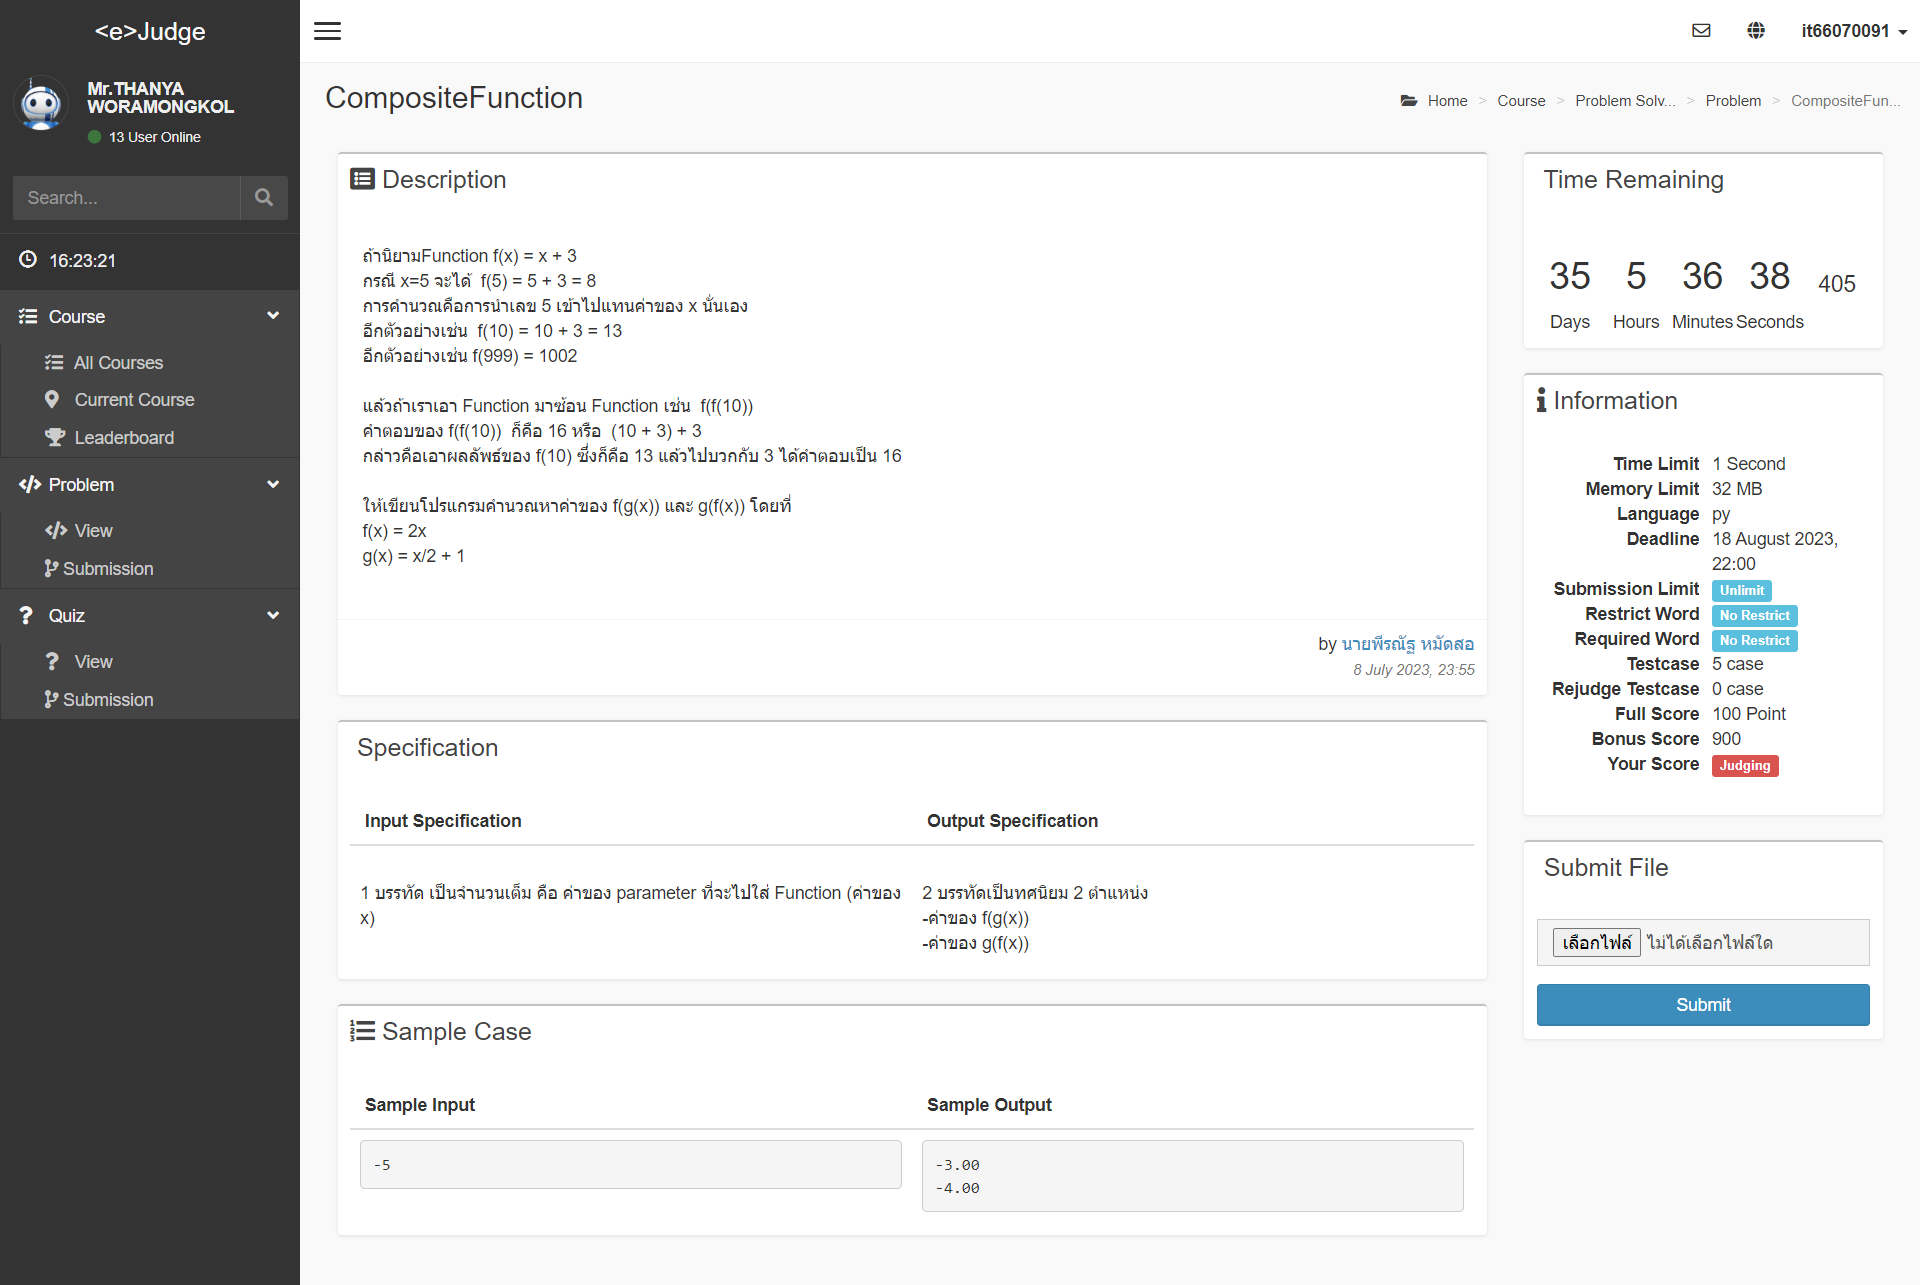 <e>Judge
Mr.THANYA
WORAMONGKOL
13 User Online
Search...
16:23:21
Course
All Courses
Current Course
Leaderboard
Problem
View
Submission
Quiz
View
Submission
it66070091
CompositeFunction
Home > Course > Problem Solv... > Problem > CompositeFun...
Description
ถ้านิยามFunction f(x) = x + 3
กรณี x=5 จะได้ f(5) = 5 + 3 = 8
การคำนวณคือการนำเลข 5 เข้าไปแทนค่าของ x นั่นเอง
อีกตัวอย่างเช่น f(10) = 10 + 3 = 13
อีกตัวอย่างเช่น f(999) = 1002
แล้วถ้าเราเอา Function มาซ้อน Function เช่น f(f(10))
คำตอบของ f(f(10)) ก็คือ 16 หรือ (10 + 3) + 3
กล่าวคือเอาผลลัพธ์ของ f(10) ซึ่งก็คือ 13 แล้วไปบวกกับ 3 ได้คำตอบเป็น 16
ให้เขียนโปรแกรมคำนวณหาค่าของ f(g(x)) และ g(f(x)) โดยที่
f(x) = 2x
g(x) = x/2 + 1
by นายพีรณัฐ หมัดสอ
8 July 2023, 23:55
Specification
Input Specification
Output Specification
1 บรรทัด เป็นจำนวนเต็ม คือ ค่าของ parameter ที่จะไปใส่ Function (ค่าของ
x)
2 บรรทัดเป็นทศนิยม 2 ตำแหน่ง
-ค่าของ f(g(x))
-ค่าของ g(f(x))
Sample Case
Sample Input
Sample Output
-5
-3.00
-4.00
Time Remaining
35 5 36 38 405
Days Hours Minutes Seconds
Information
Time Limit 1 Second
Memory Limit 32 MB
Language py
Deadline 18 August 2023,
22:00
Submission Limit Unlimit
Restrict Word No Restrict
Required Word No Restrict
Testcase 5 case
Rejudge Testcase 0 case
Full Score 100 Point
Bonus Score 900
Your Score Judging
Submit File
เลือกไฟล์ ไม่ได้เลือกไฟล์ใด
Submit